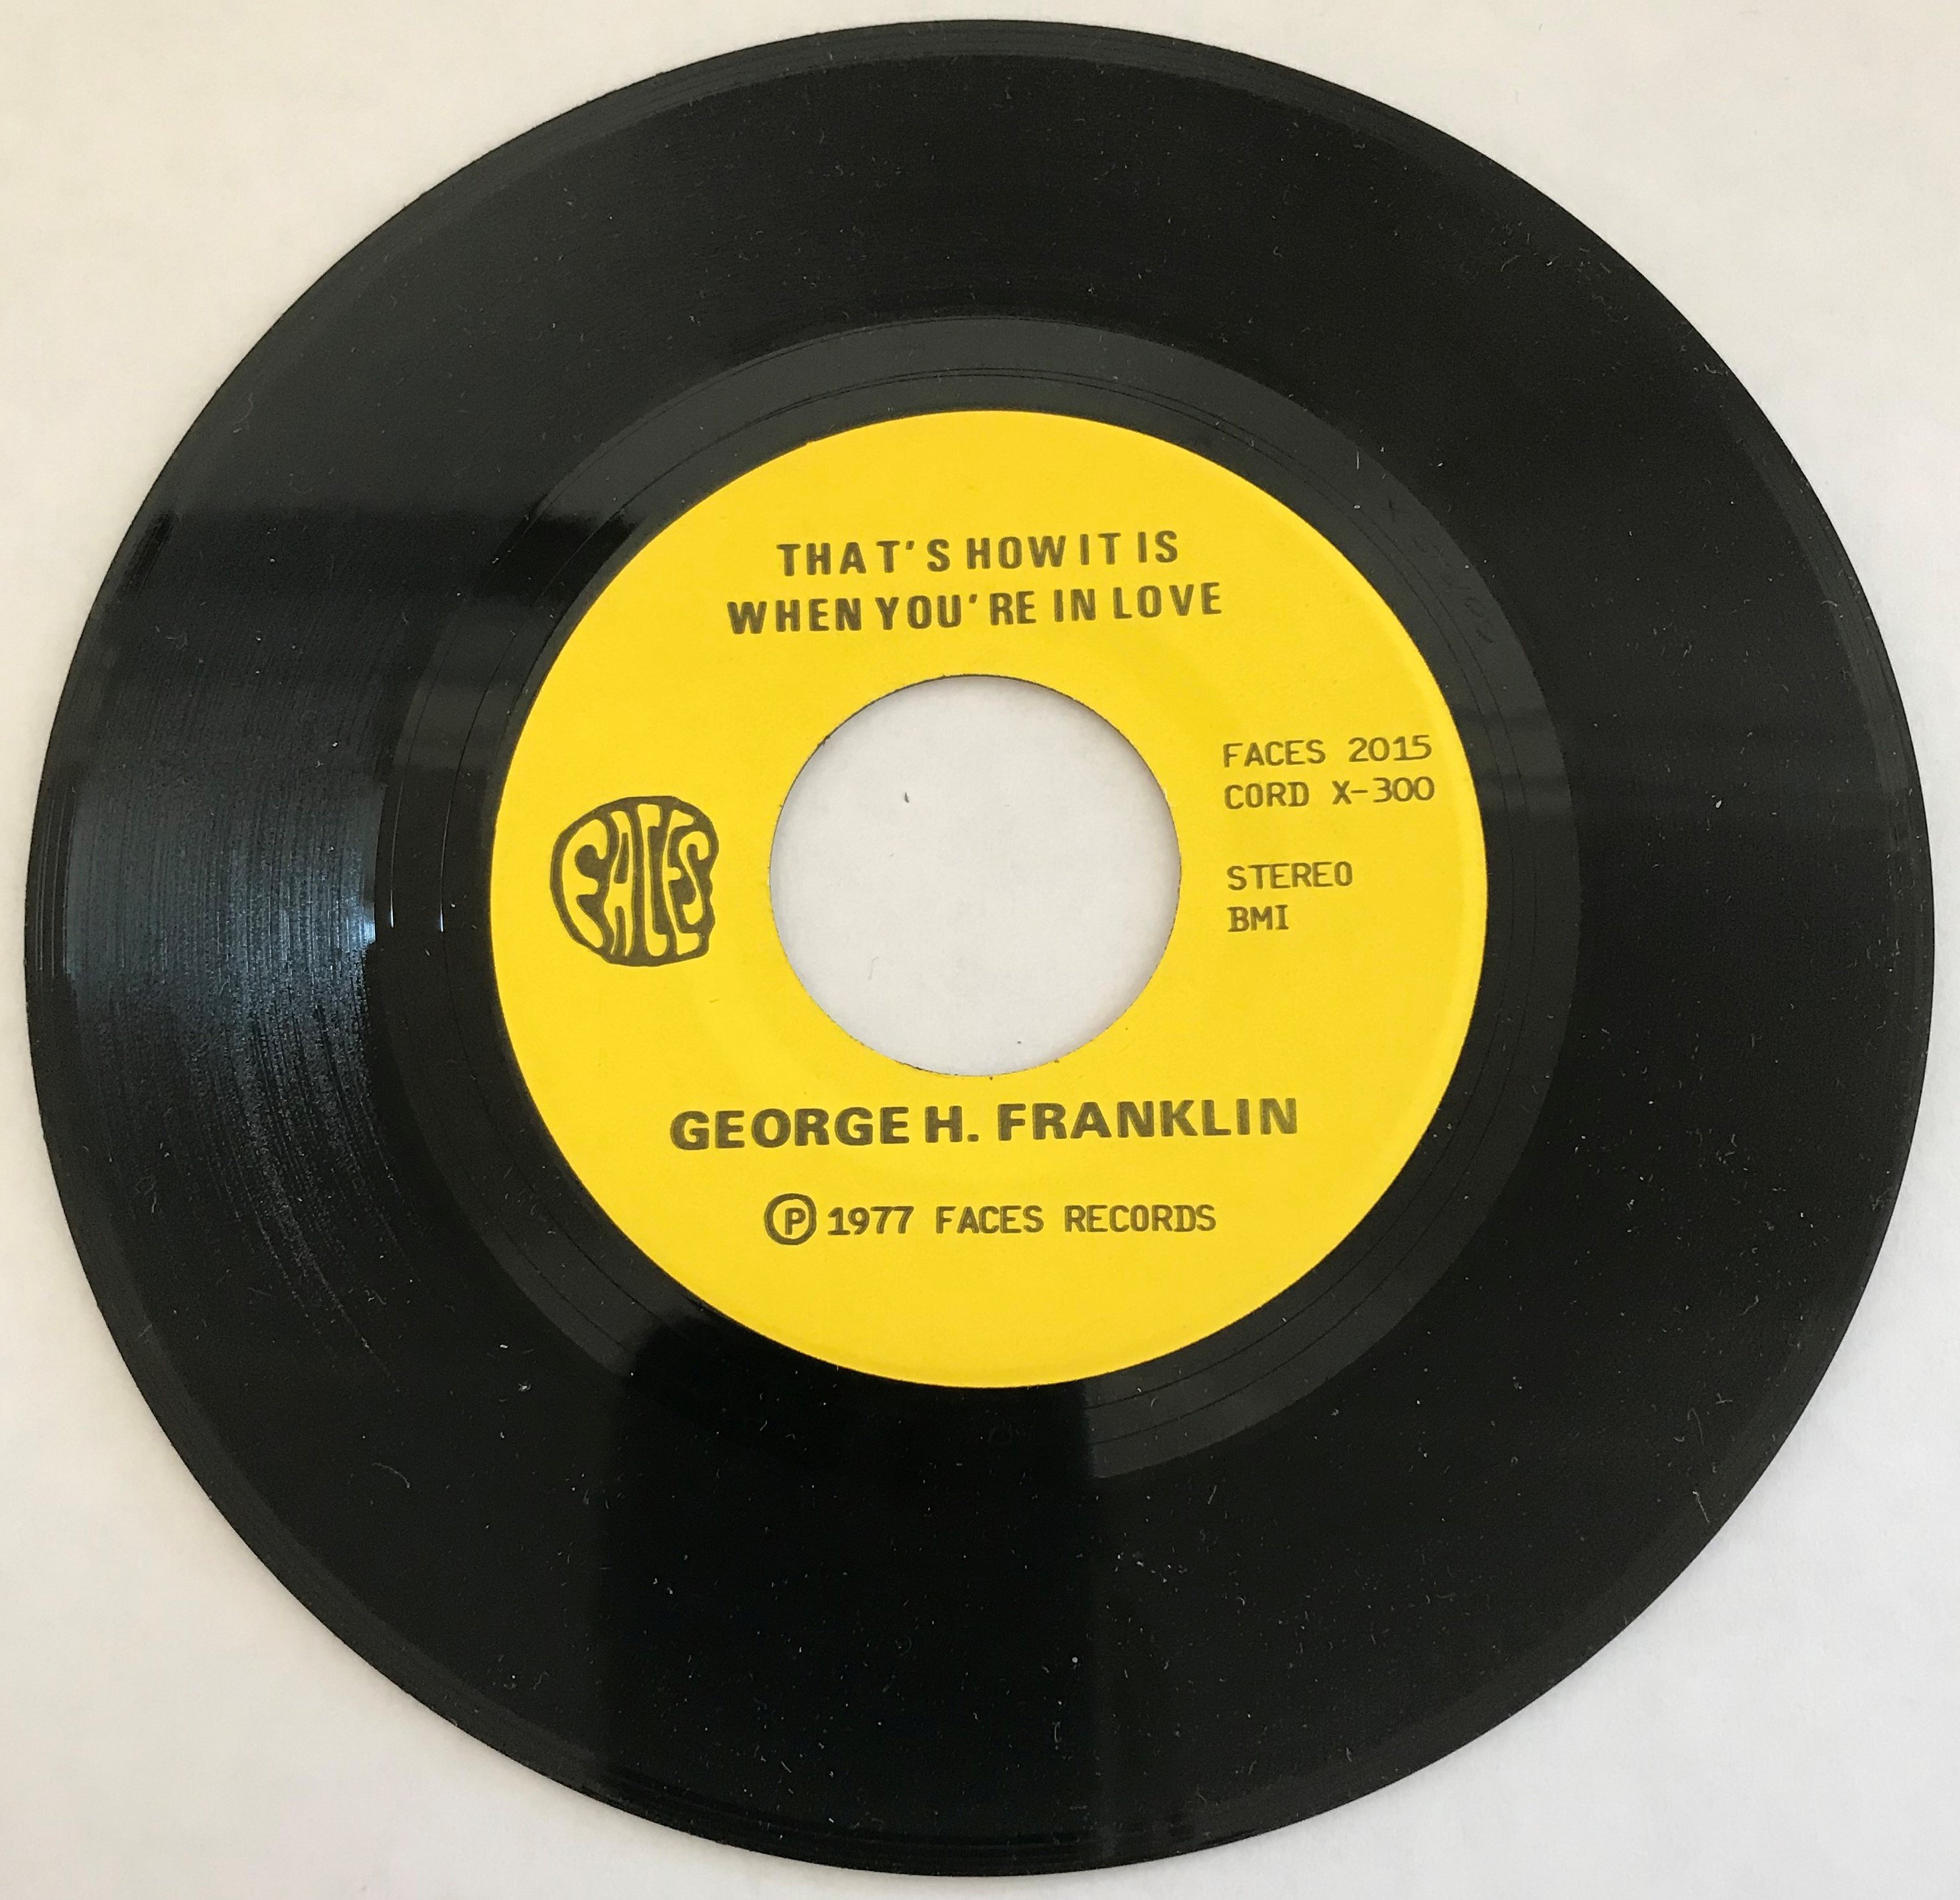 THAT'S HOW IT IS
WHEN YOU'RE IN LOVE
FACES 2015
CORD X-300
FACES
STEREO
BMI
GEORGE H. FRANKLIN
Ⓟ 1977 FACES RECORDS